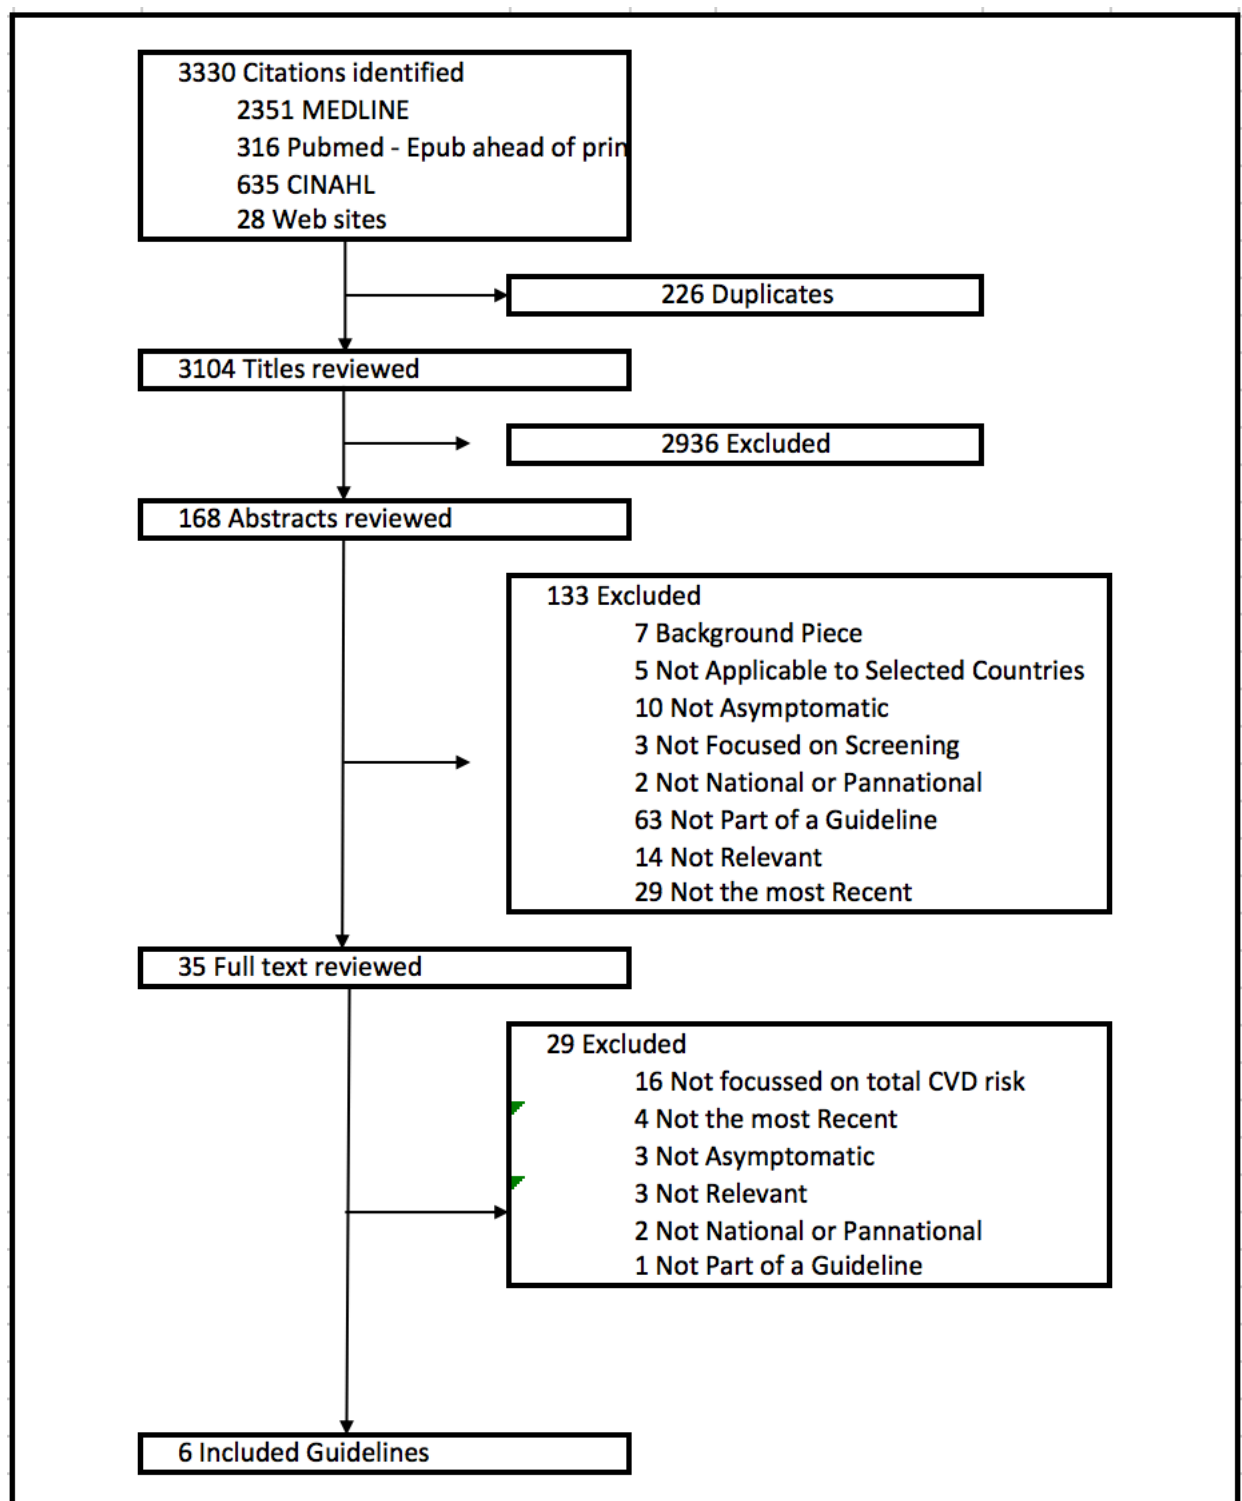 3330 Citations identified
2351 MEDLINE
316 Pubmed - Epub ahead of prin
635 CINAHL
28 Web sites
226 Duplicates
3104 Titles reviewed
2936 Excluded
168 Abstracts reviewed
133 Excluded
7 Background Piece
5 Not Applicable to Selected Countries
10 Not Asymptomatic
3 Not Focused on Screening
2 Not National or Pannational
63 Not Part of a Guideline
14 Not Relevant
29 Not the most Recent
35 Full text reviewed
29 Excluded
16 Not focussed on total CVD risk
4 Not the most Recent
3 Not Asymptomatic
3 Not Relevant
2 Not National or Pannational
1 Not Part of a Guideline
6 Included Guidelines